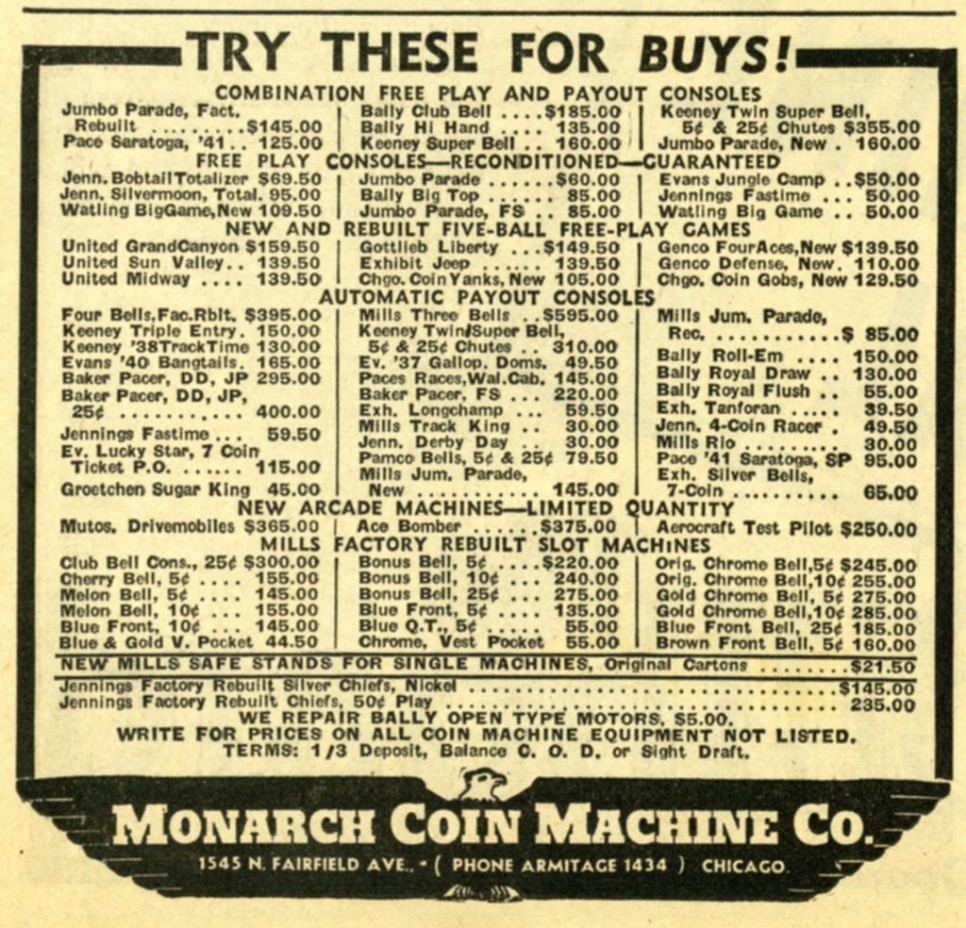 TRY THESE FOR BUYS!
COMBINATION FREE PLAY AND PAYOUT CONSOLES
Jumbo Parade, Fact.
Rebuilt .........$145.00
Pace Saratoga, '41.. 125.00
Bally Club Bell ....$185.00
Bally Hi Hand .... 135.00
Keeney Super Bell .. 160.00
Keeney Twin Super Bell,
5¢ & 25¢ Chutes $355.00
Jumbo Parade, New . 160.00
FREE PLAY CONSOLES—RECONDITIONED—GUARANTEED
Jenn. Bobtail Totalizer $69.50
Jenn. Silvermoon, Total. 95.00
Watling BigGame, New 109.50
Jumbo Parade ......$60.00
Bally Big Top ...... 85.00
Jumbo Parade, FS .. 85.00
Evans Jungle Camp ..$50.00
Jennings Fastime ... 50.00
Watling Big Game .. 50.00
NEW AND REBUILT FIVE-BALL FREE-PLAY GAMES
United GrandCanyon $159.50
United Sun Valley.. 139.50
United Midway .... 139.50
Gottlieb Liberty ...$149.50
Exhibit Jeep ...... 139.50
Chgo. Coin Yanks, New 105.00
Genco FourAces, New $139.50
Genco Defense, New. 110.00
Chgo. Coin Gobs, New 129.50
AUTOMATIC PAYOUT CONSOLES
Four Bells, Fac. Rblt. $395.00
Keeney Triple Entry. 150.00
Keeney '38 TrackTime 130.00
Evans '40 Bangtails. 165.00
Baker Pacer, DD, JP 295.00
Baker Pacer, DD, JP,
25¢ ........... 400.00
Jennings Fastime ... 59.50
Ev. Lucky Star, 7 Coin
Ticket P.O. ...... 115.00
Groetchen Sugar King 45.00
Mills Three Bells ..$595.00
Keeney Twin Super Bell,
5¢ & 25¢ Chutes .. 310.00
Ev. '37 Gallop. Doms. 49.50
Paces Races, Wal. Cab. 145.00
Baker Pacer, FS ... 220.00
Exh. Longchamp ... 59.50
Mills Track King .. 30.00
Jenn. Derby Day .. 30.00
Pamco Bells, 5¢ & 25¢ 79.50
Mills Jum. Parade,
New ........... 145.00
Mills Jum. Parade,
Rec. ...........$ 85.00
Bally Roll-Em .... 150.00
Bally Royal Draw .. 130.00
Bally Royal Flush .. 55.00
Exh. Tanforan ..... 39.50
Jenn. 4-Coin Racer . 49.50
Mills Rio ......... 30.00
Pace '41 Saratoga, SP 95.00
Exh. Silver Bells,
7-Coin .......... 65.00
NEW ARCADE MACHINES—LIMITED QUANTITY
Mutos. Drivemobiles $365.00
Ace Bomber ......$375.00
Aerocraft Test Pilot $250.00
MILLS FACTORY REBUILT SLOT MACHINES
Club Bell Cons., 25¢ $300.00
Cherry Bell, 5¢ .... 155.00
Melon Bell, 5¢ .... 145.00
Melon Bell, 10¢ ... 155.00
Blue Front, 10¢ ... 145.00
Blue & Gold V. Pocket 44.50
Bonus Bell, 5¢ ...$220.00
Bonus Bell, 10¢ ... 240.00
Bonus Bell, 25¢ ... 275.00
Blue Front, 5¢ .... 135.00
Blue Q.T., 5¢ ..... 55.00
Chrome, Vest Pocket 55.00
Orig. Chrome Bell, 5¢ $245.00
Orig. Chrome Bell, 10¢ 255.00
Gold Chrome Bell, 5¢ 275.00
Gold Chrome Bell, 10¢ 285.00
Blue Front Bell, 25¢ 185.00
Brown Front Bell, 5¢ 160.00
NEW MILLS SAFE STANDS FOR SINGLE MACHINES, Original Cartons .......$21.50
Jennings Factory Rebuilt Silver Chiefs, Nickel ..............................$145.00
Jennings Factory Rebuilt Chiefs, 50¢ Play ................................. 235.00
WE REPAIR BALLY OPEN TYPE MOTORS, $5.00.
WRITE FOR PRICES ON ALL COIN MACHINE EQUIPMENT NOT LISTED.
TERMS: 1/3 Deposit, Balance C. O. D. or Sight Draft.
MONARCH COIN MACHINE CO.
1545 N. FAIRFIELD AVE., • ( PHONE ARMITAGE 1434 ) CHICAGO